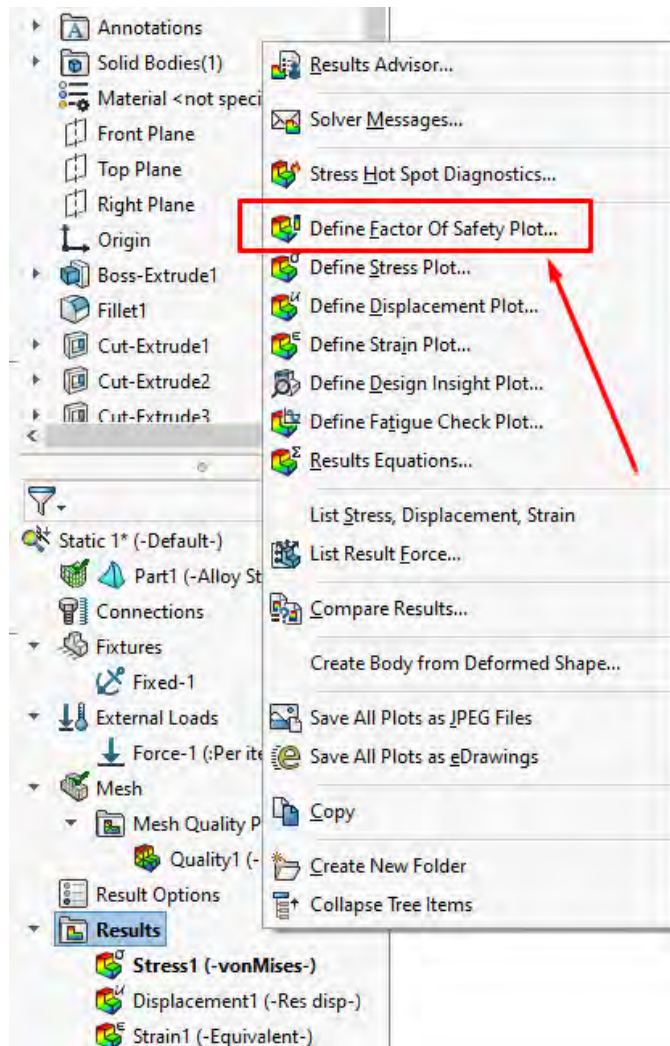 Annotations
Solid Bodies(1)
Material <not speci
Front Plane
Top Plane
Right Plane
Origin
Boss-Extrude1
Fillet1
Cut-Extrude1
Cut-Extrude2
Cut-Extrude3
Static 1* (-Default-)
Part1 (-Alloy St
Connections
Fixtures
Fixed-1
External Loads
Force-1 (:Per ite
Mesh
Mesh Quality P
Quality1 (-
Result Options
Results
Stress1 (-vonMises-)
Displacement1 (-Res disp-)
Strain1 (-Equivalent-)
Results Advisor...
Solver Messages...
Stress Hot Spot Diagnostics...
Define Factor Of Safety Plot...
Define Stress Plot...
Define Displacement Plot...
Define Strain Plot...
Define Design Insight Plot...
Define Fatigue Check Plot...
Results Equations...
List Stress, Displacement, Strain
List Result Force...
Compare Results...
Create Body from Deformed Shape...
Save All Plots as JPEG Files
Save All Plots as eDrawings
Copy
Create New Folder
Collapse Tree Items